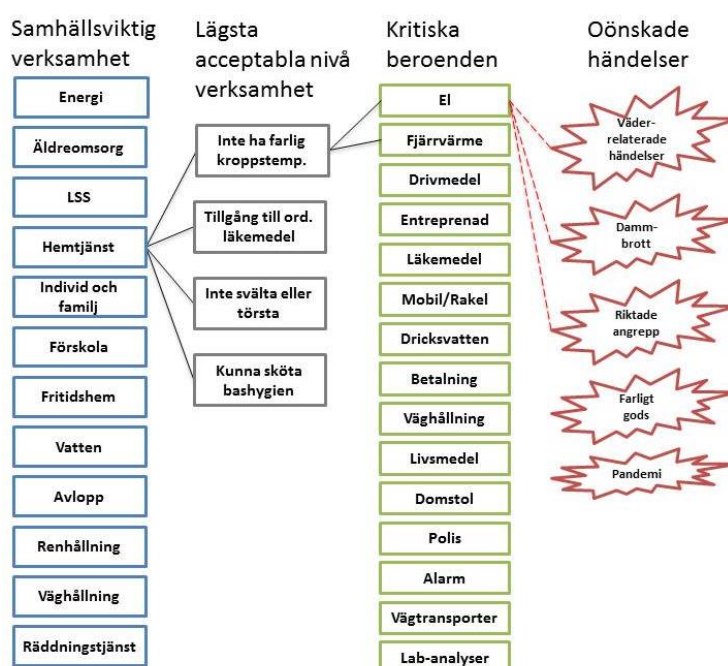 Samhällsviktig
verksamhet
Energi
Äldreomsorg
LSS
Hemtjänst
Individ och
familj
Förskola
Fritidshem
Vatten
Avlopp
Renhållning
Väghållning
Räddningstjänst
Lägsta
acceptabla nivå
verksamhet
Inte ha farlig
kroppstemp.
Tillgång till ord.
läkemedel
Inte svälta eller
törsta
Kunna sköta
bashygien
Kritiska
beroenden
El
Fjärrvärme
Drivmedel
Entreprenad
Läkemedel
Mobil/Rakel
Dricksvatten
Betalning
Väghållning
Livsmedel
Domstol
Polis
Alarm
Vägtransporter
Lab-analyser
Oönskade
händelser
Väder-
relaterade
händelser
Damm-
brott
Riktade
angrepp
Farligt
gods
Pandemi